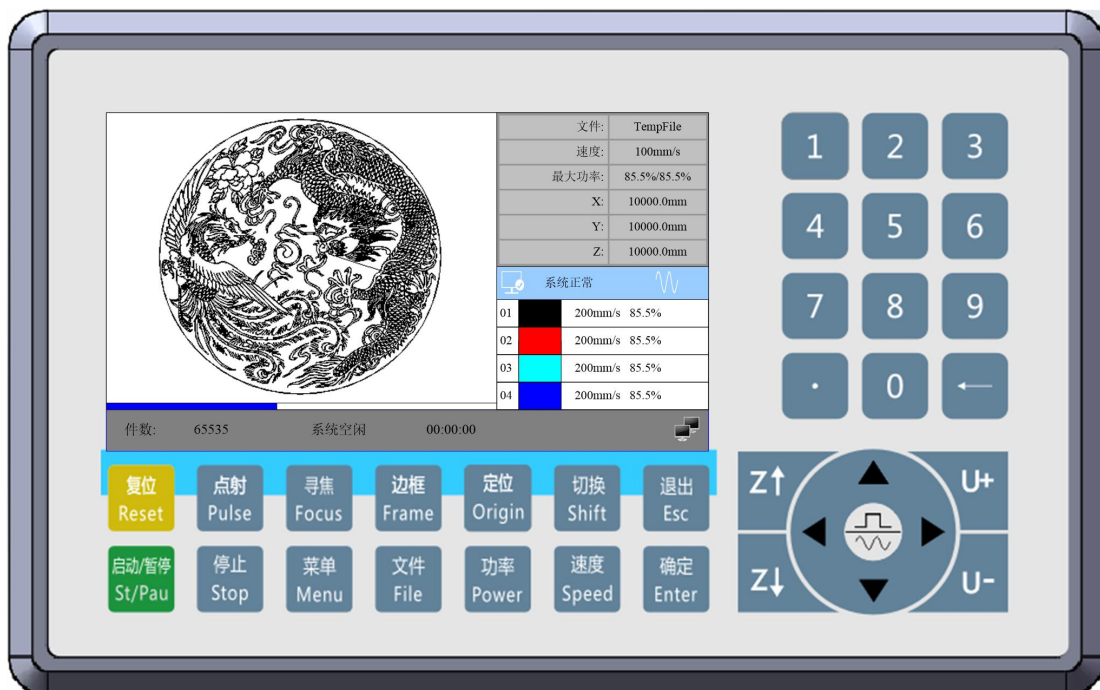 文件: TempFile
速度: 100mm/s
最大功率: 85.5%/85.5%
X: 10000.0mm
Y: 10000.0mm
Z: 10000.0mm
系统正常
01 200mm/s 85.5%
02 200mm/s 85.5%
03 200mm/s 85.5%
04 200mm/s 85.5%
件数: 65535 系统空闲 00:00:00
1 2 3
4 5 6
7 8 9
· 0 ←
复位 点射 寻焦 边框 定位 切换 退出
Reset Pulse Focus Frame Origin Shift Esc
启动/暂停 停止 菜单 文件 功率 速度 确定
St/Pau Stop Menu File Power Speed Enter
Z↑ U+
Z↓ U-